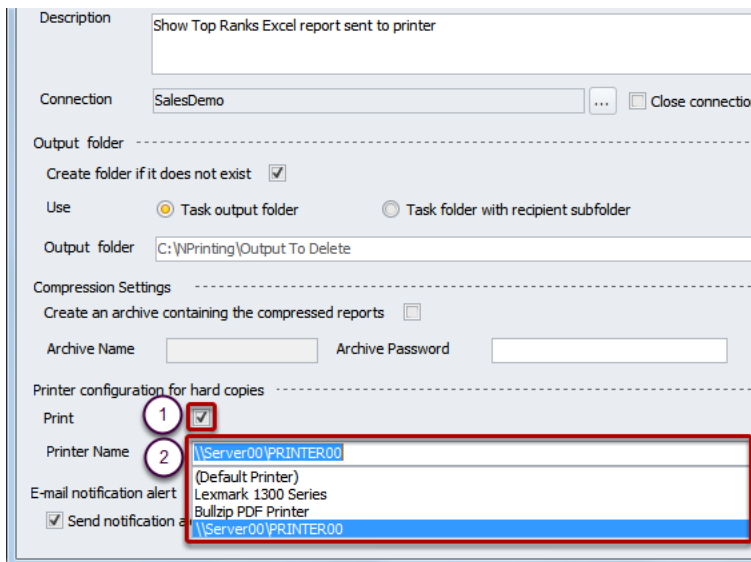 Description
Show Top Ranks Excel report sent to printer
Connection SalesDemo ... Close connectio
Output folder
Create folder if it does not exist
Use Task output folder Task folder with recipient subfolder
Output folder C:\NPrinting\Output To Delete
Compression Settings
Create an archive containing the compressed reports
Archive Name Archive Password
Printer configuration for hard copies
Print 1
Printer Name 2 \\Server00\PRINTER00
(Default Printer)
Lexmark 1300 Series
E-mail notification alert
Bullzip PDF Printer
Send notification a \\Server00\PRINTER00